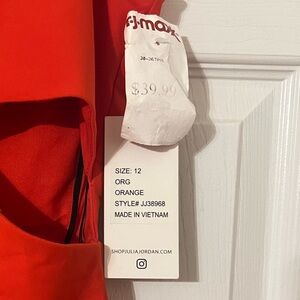 t.j.maxx
$39.99
SIZE: 12
ORG
ORANGE
STYLE# JJ38968
MADE IN VIETNAM
SHOPJULIAJORDAN.COM